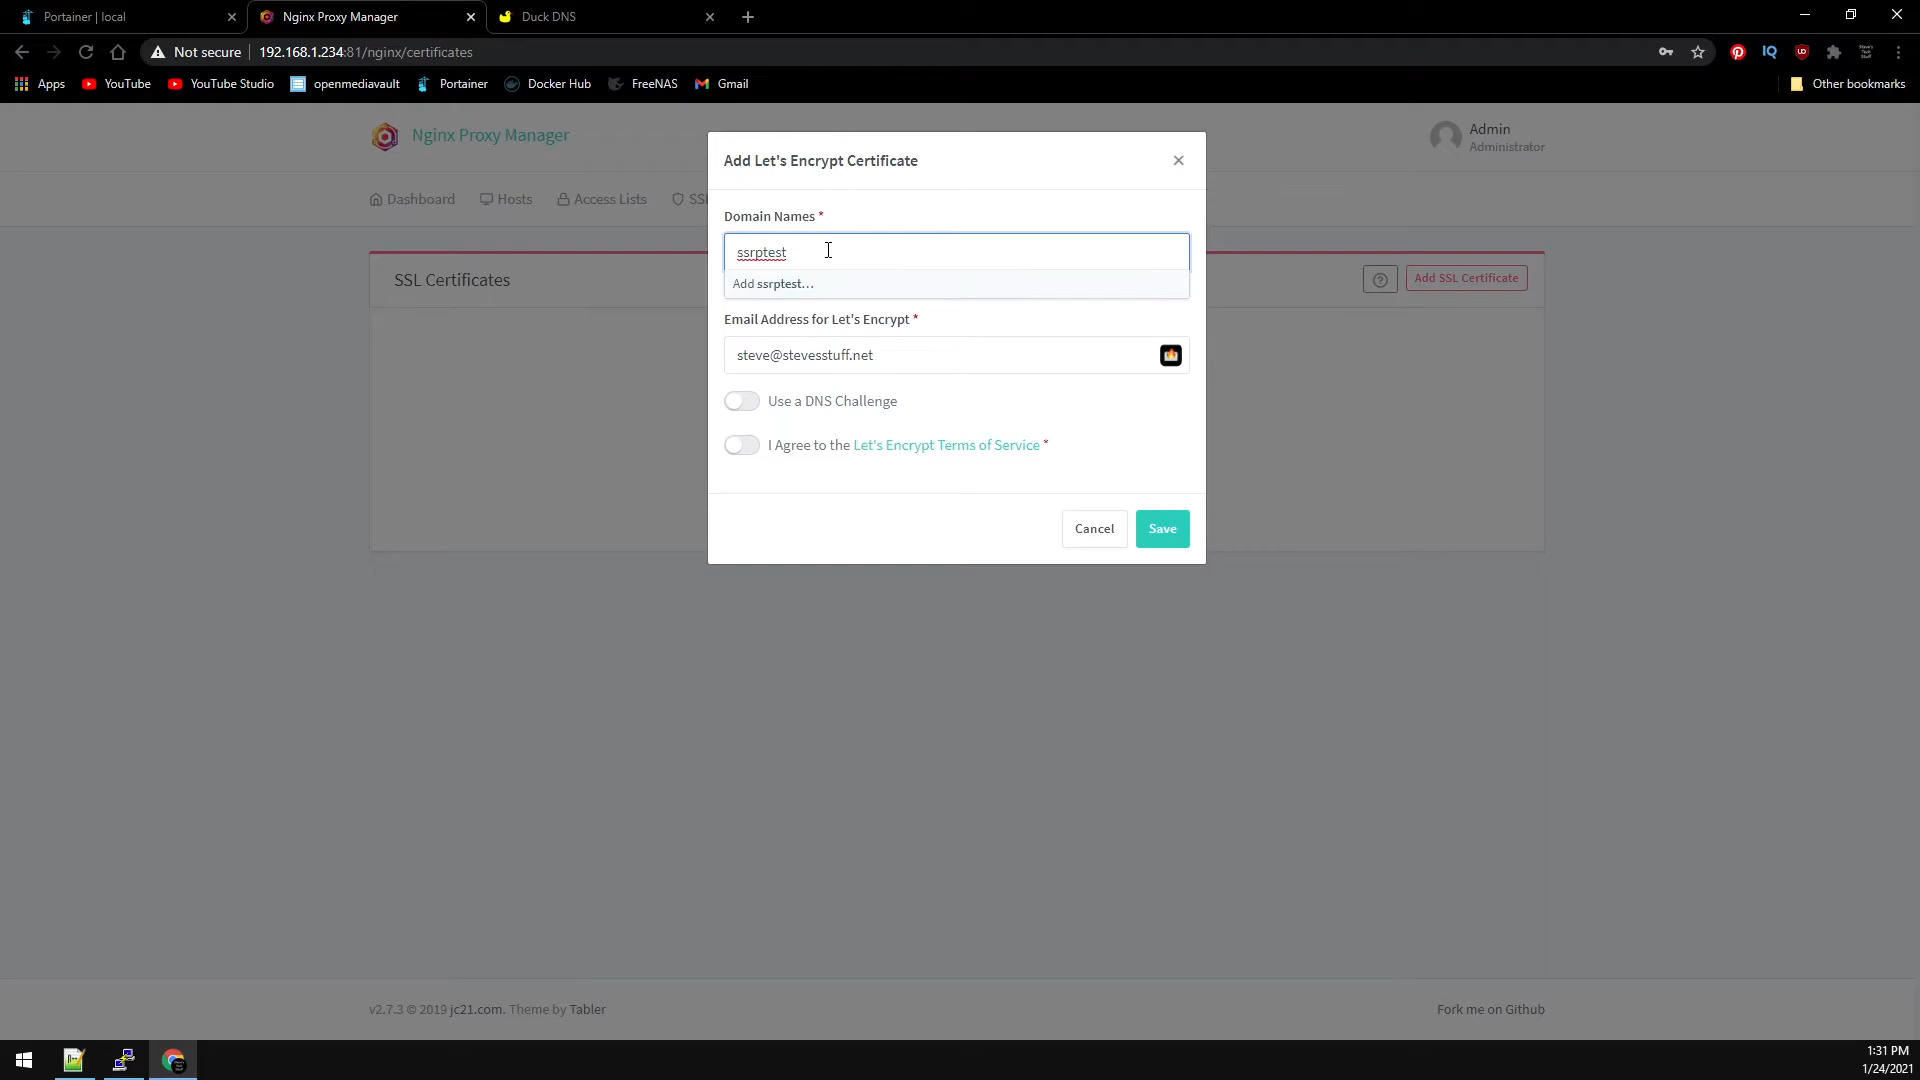 Portainer | local
Nginx Proxy Manager
Duck DNS
Not secure
192.168.1.234:81/nginx/certificates
Apps
YouTube
YouTube Studio
openmediavault
Portainer
Docker Hub
FreeNAS
Gmail
Other bookmarks
Nginx Proxy Manager
Admin
Administrator
Dashboard
Hosts
Access Lists
SSL Certificates
Add SSL Certificate
Add Let's Encrypt Certificate
Domain Names *
ssrptest
Add ssrptest...
Email Address for Let's Encrypt *
steve@stevesstuff.net
Use a DNS Challenge
I Agree to the Let's Encrypt Terms of Service *
Cancel
Save
v2.7.3 © 2019 jc21.com. Theme by Tabler
Fork me on Github
1:31 PM
1/24/2021